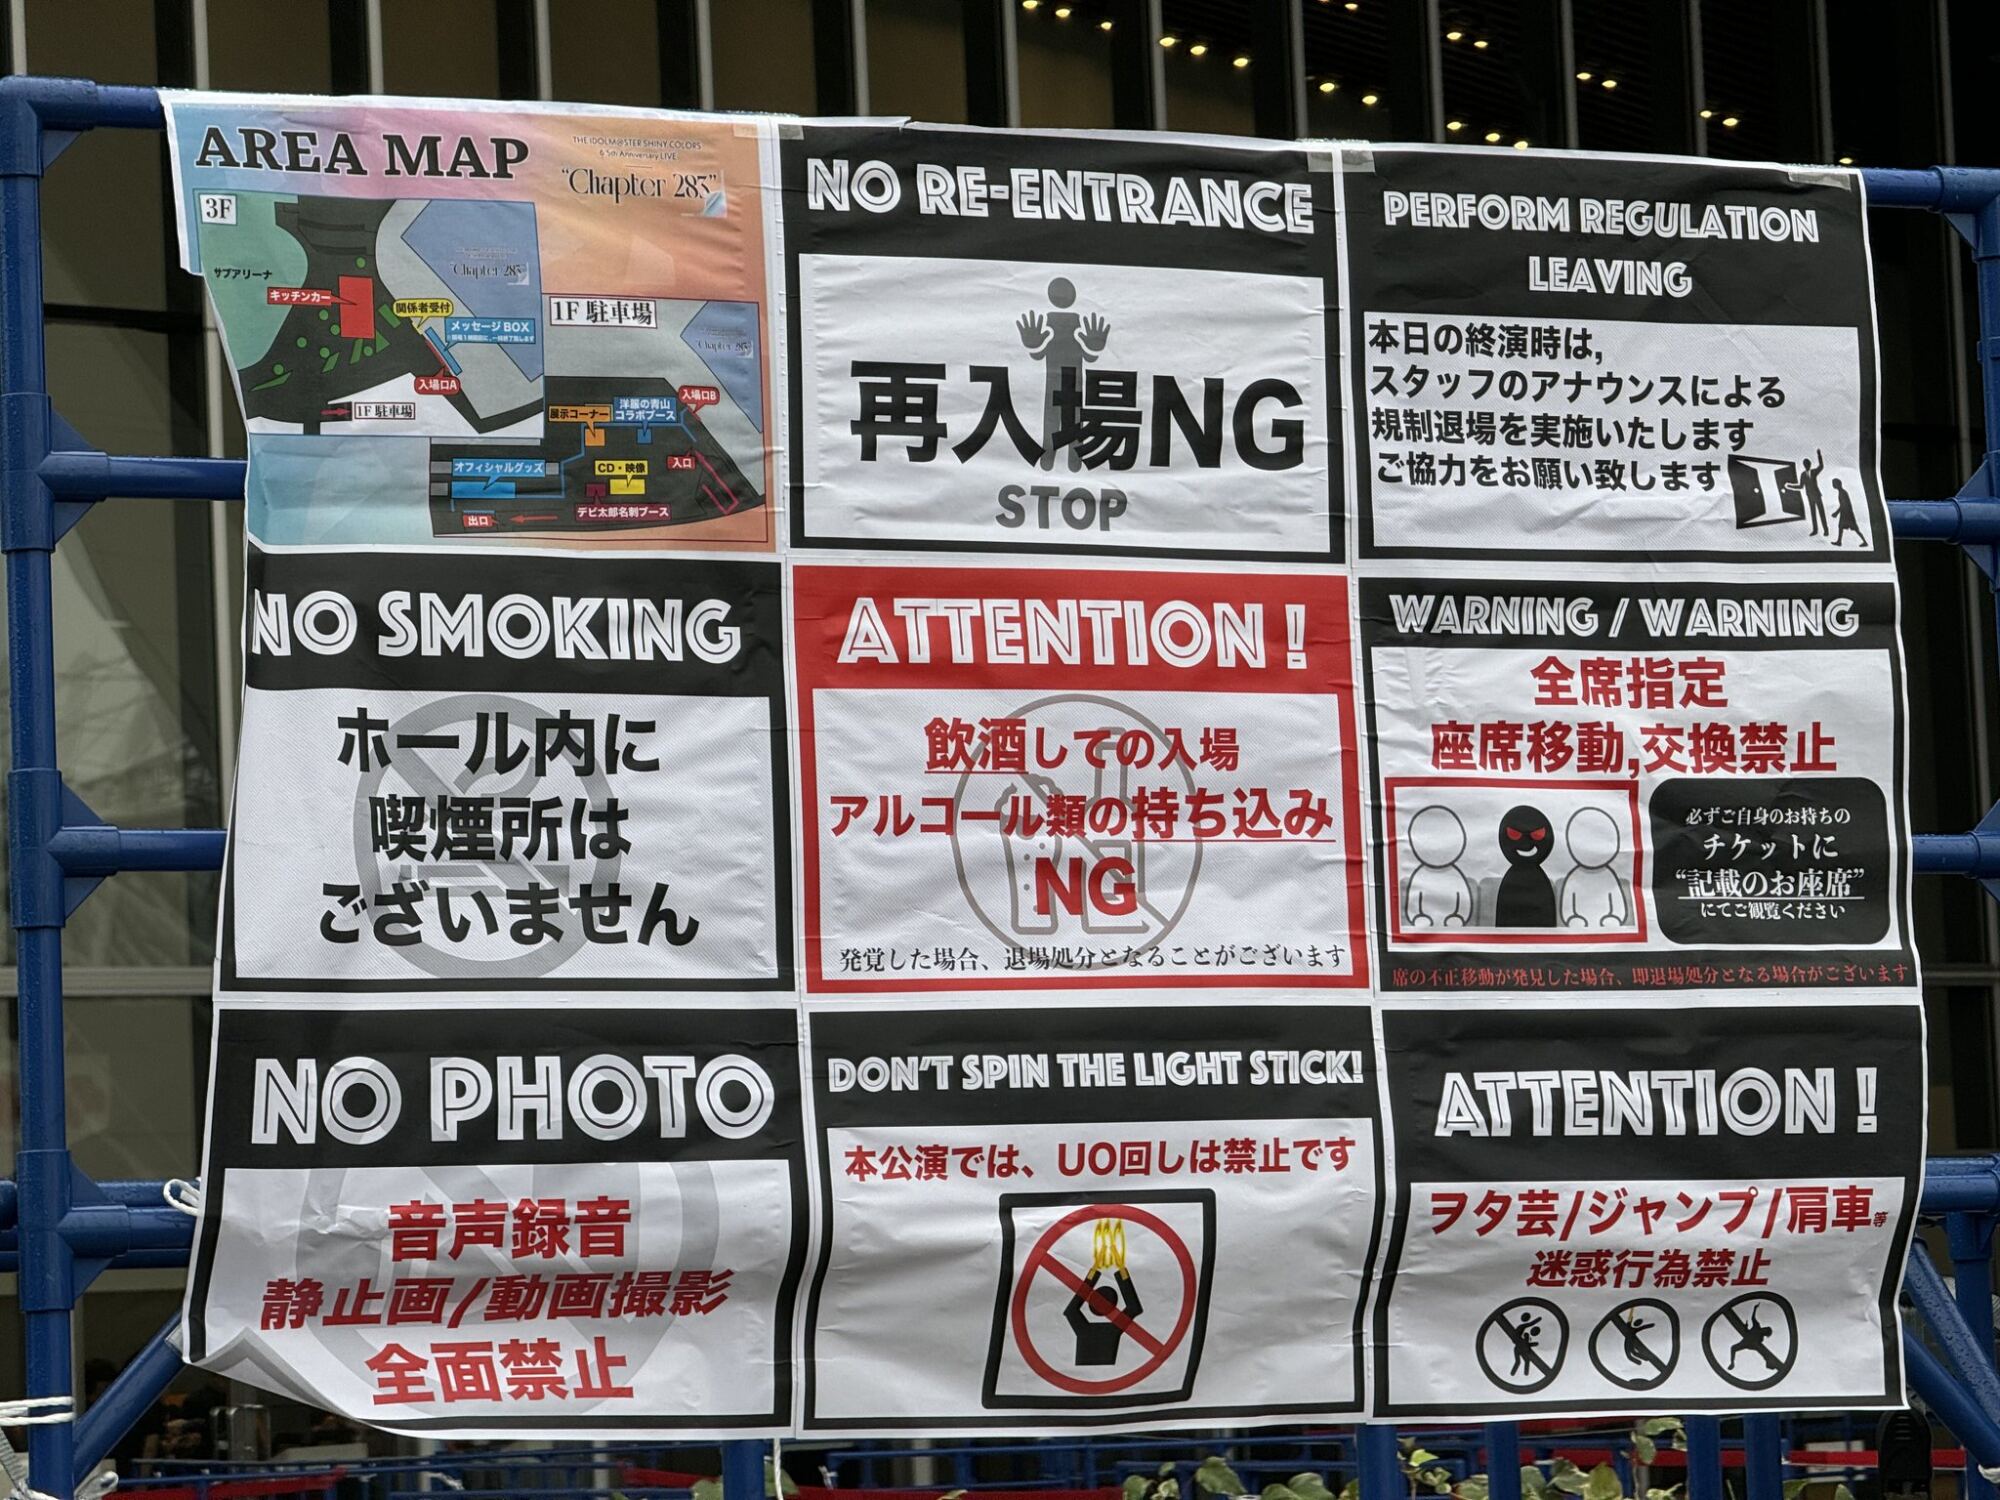 AREA MAP
THE IDOLM@STER SHINY COLORS
6.5th Anniversary LIVE
“Chapter 283”
3F
サブアリーナ
キッチンカー
関係者受付
メッセージBOX
入場口A
1F 駐車場
“Chapter 283”
1F 駐車場
“Chapter 283”
展示コーナー
洋服の青山
コラボブース
入場口B
オフィシャルグッズ
CD・映像
入口
デビ太郎名刺ブース
出口
NO RE-ENTRANCE
再入場NG
STOP
PERFORM REGULATION
LEAVING
本日の終演時は,
スタッフのアナウンスによる
規制退場を実施いたします
ご協力をお願い致します
NO SMOKING
ホール内に
喫煙所は
ございません
ATTENTION !
飲酒しての入場
アルコール類の持ち込み
NG
発覚した場合、退場処分となることがございます
WARNING / WARNING
全席指定
座席移動,交換禁止
必ずご自身のお持ちの
チケットに
“記載のお座席”
にてご観覧ください
席の不正移動が発見した場合、即退場処分となる場合がございます
NO PHOTO
音声録音
静止画/動画撮影
全面禁止
DON'T SPIN THE LIGHT STICK!
本公演では、UO回しは禁止です
ATTENTION !
ヲタ芸/ジャンプ/肩車等
迷惑行為禁止